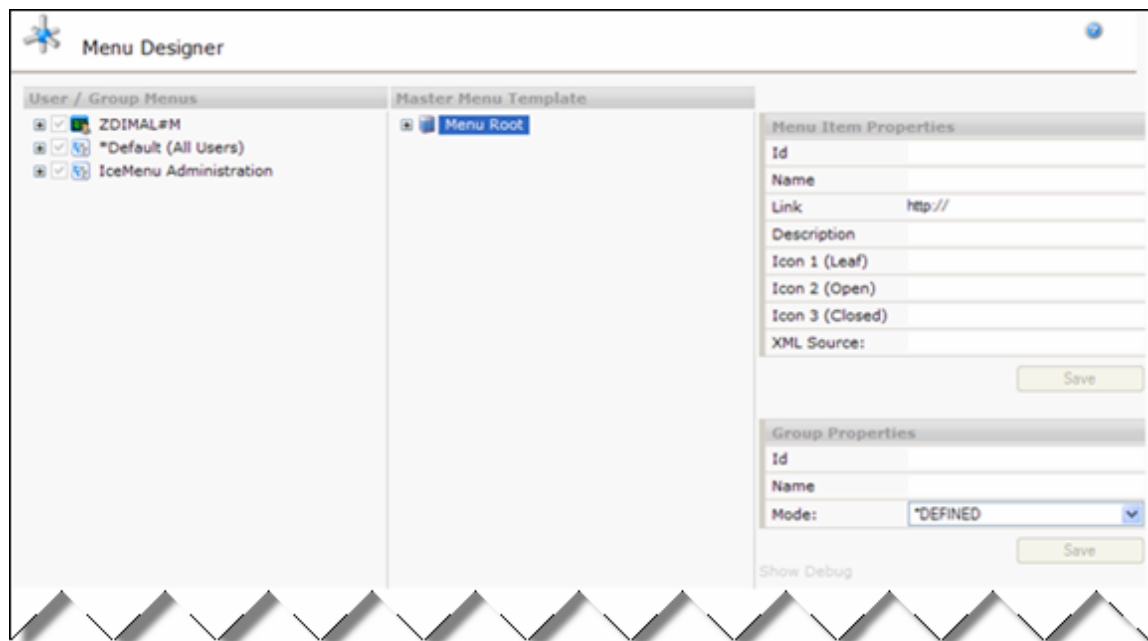 Menu Designer
User / Group Menus
ZDIMAL#M
*Default (All Users)
IceMenu Administration
Master Menu Template
Menu Root
Menu Item Properties
Id
Name
Link http://
Description
Icon 1 (Leaf)
Icon 2 (Open)
Icon 3 (Closed)
XML Source:
Save
Group Properties
Id
Name
Mode: *DEFINED
Save
Show Debug